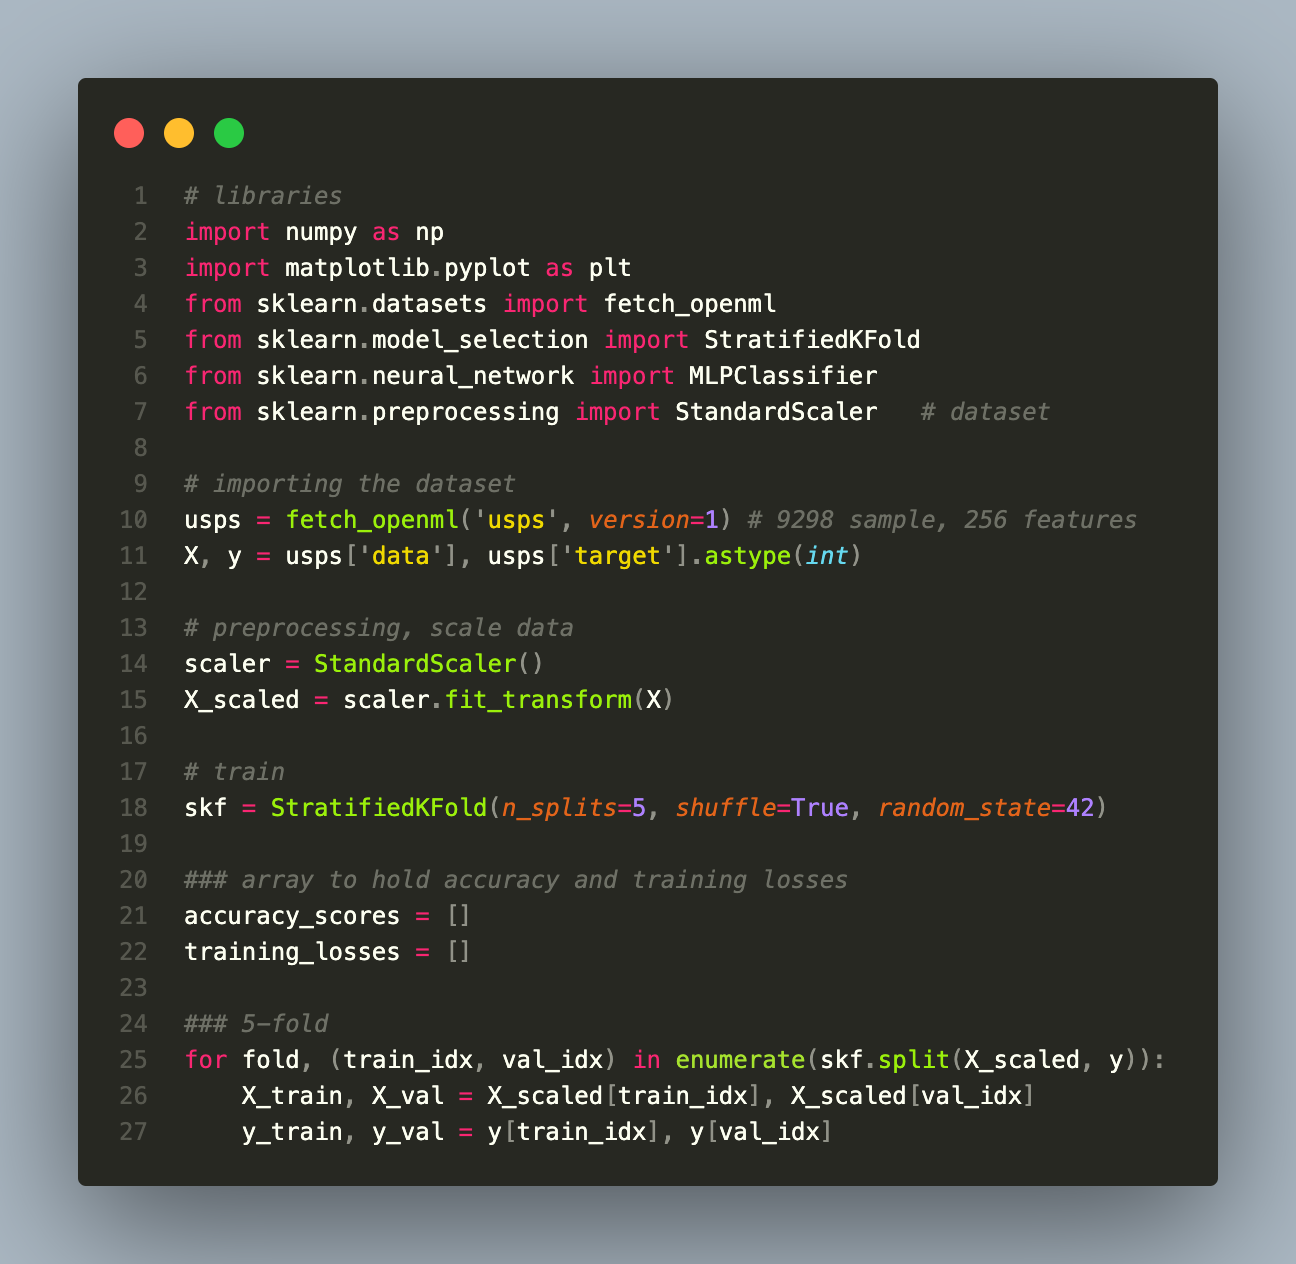 1 # libraries
2 import numpy as np
3 import matplotlib.pyplot as plt
4 from sklearn.datasets import fetch_openml
5 from sklearn.model_selection import StratifiedKFold
6 from sklearn.neural_network import MLPClassifier
7 from sklearn.preprocessing import StandardScaler   # dataset
8
9 # importing the dataset
10 usps = fetch_openml('usps', version=1) # 9298 sample, 256 features
11 X, y = usps['data'], usps['target'].astype(int)
12
13 # preprocessing, scale data
14 scaler = StandardScaler()
15 X_scaled = scaler.fit_transform(X)
16
17 # train
18 skf = StratifiedKFold(n_splits=5, shuffle=True, random_state=42)
19
20 ### array to hold accuracy and training losses
21 accuracy_scores = []
22 training_losses = []
23
24 ### 5-fold
25 for fold, (train_idx, val_idx) in enumerate(skf.split(X_scaled, y)):
26     X_train, X_val = X_scaled[train_idx], X_scaled[val_idx]
27     y_train, y_val = y[train_idx], y[val_idx]